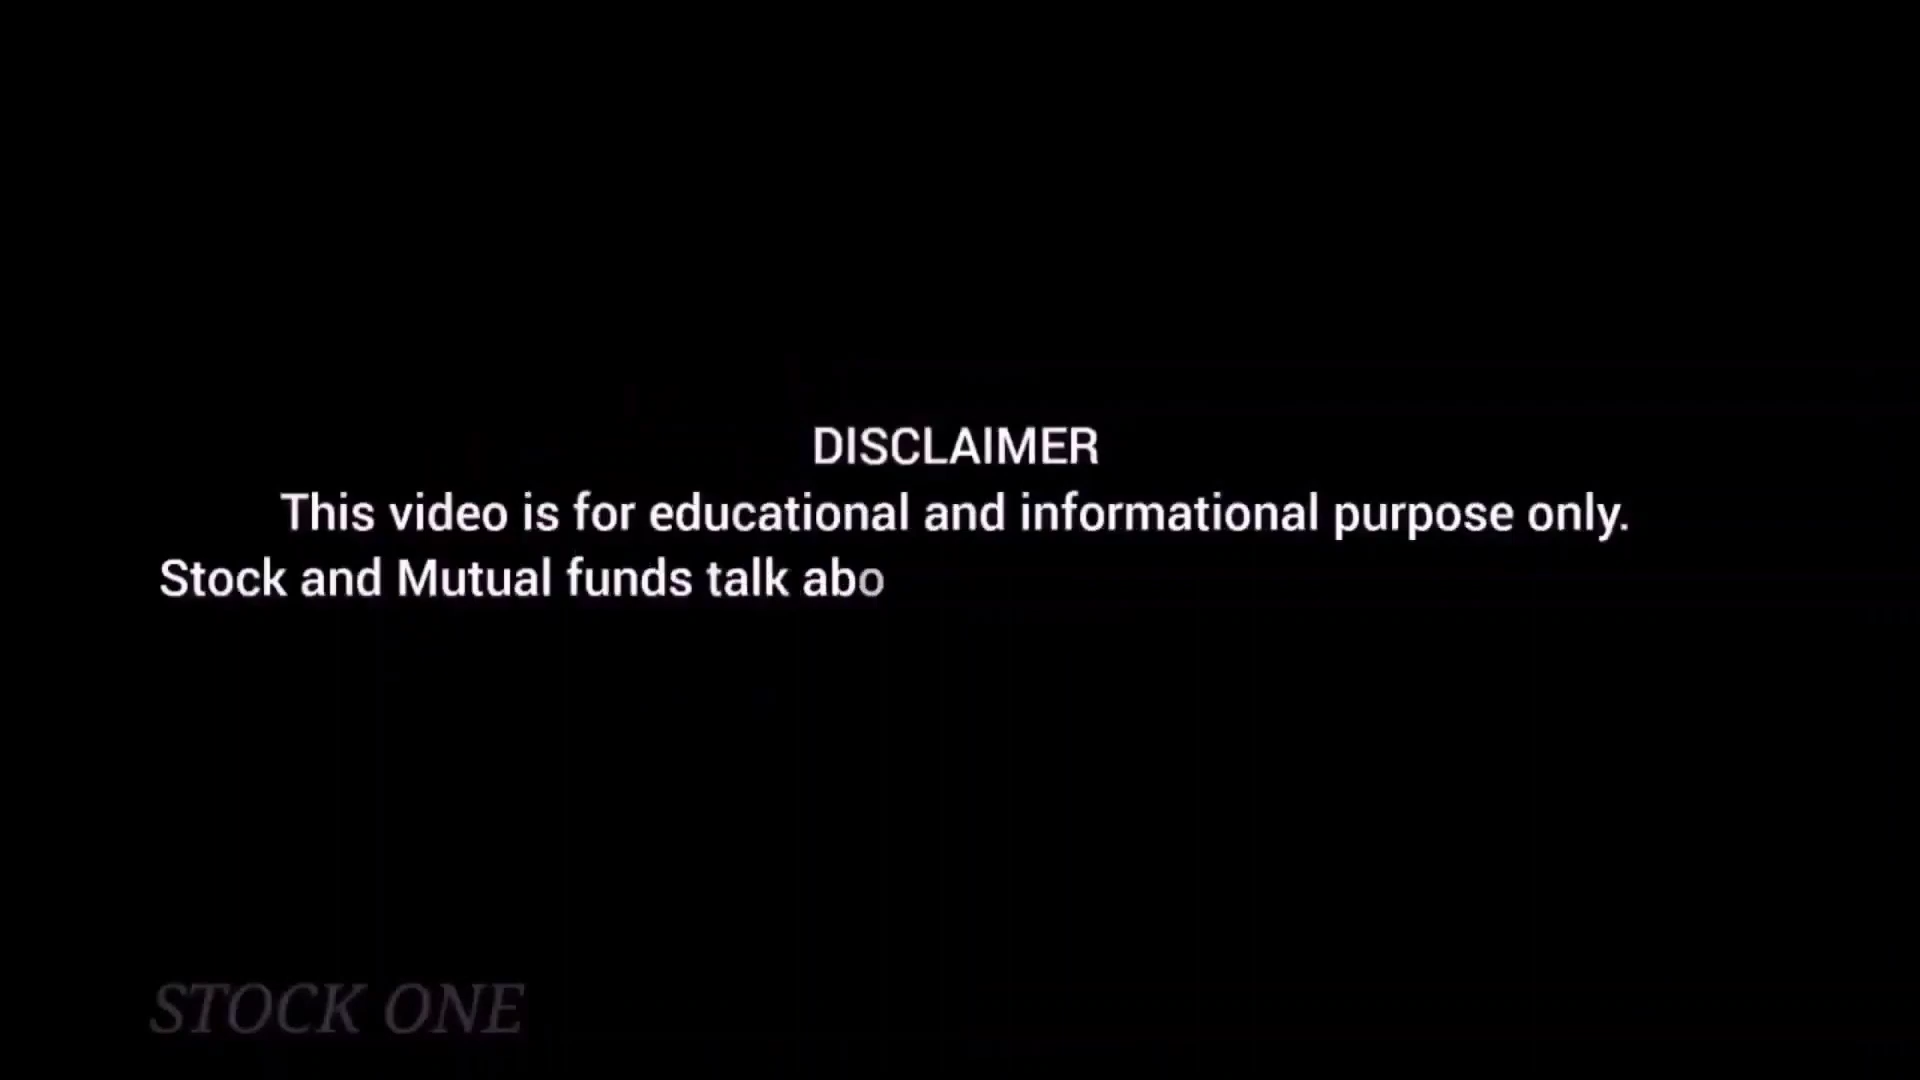 DISCLAIMER
This video is for educational and informational purpose only.
Stock and Mutual funds talk abo
STOCK ONE